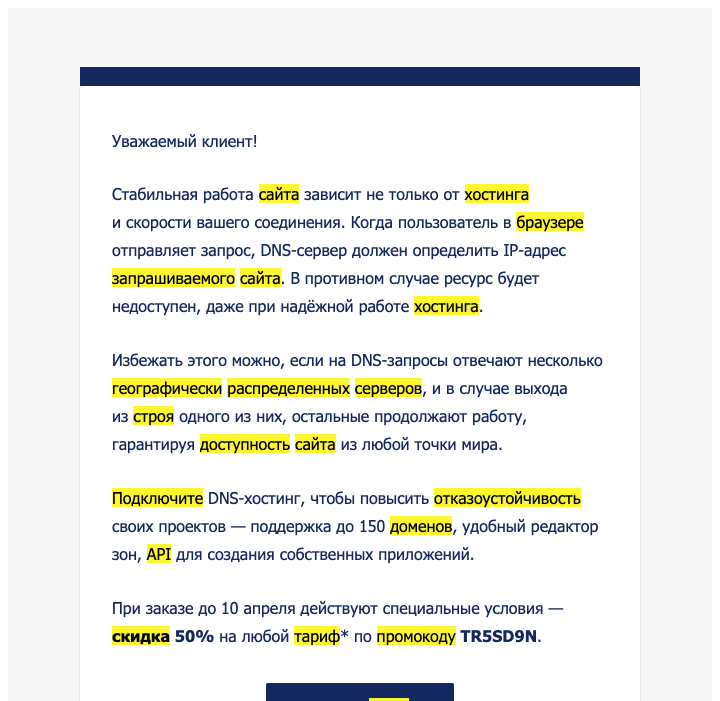 Уважаемый клиент!
Стабильная работа сайта зависит не только от хостинга
и скорости вашего соединения. Когда пользователь в браузере
отправляет запрос, DNS-сервер должен определить IP-адрес
запрашиваемого сайта. В противном случае ресурс будет
недоступен, даже при надёжной работе хостинга.
Избежать этого можно, если на DNS-запросы отвечают несколько
географически распределенных серверов, и в случае выхода
из строя одного из них, остальные продолжают работу,
гарантируя доступность сайта из любой точки мира.
Подключите DNS-хостинг, чтобы повысить отказоустойчивость
своих проектов — поддержка до 150 доменов, удобный редактор
зон, API для создания собственных приложений.
При заказе до 10 апреля действуют специальные условия —
скидка 50% на любой тариф* по промокоду TR5SD9N.